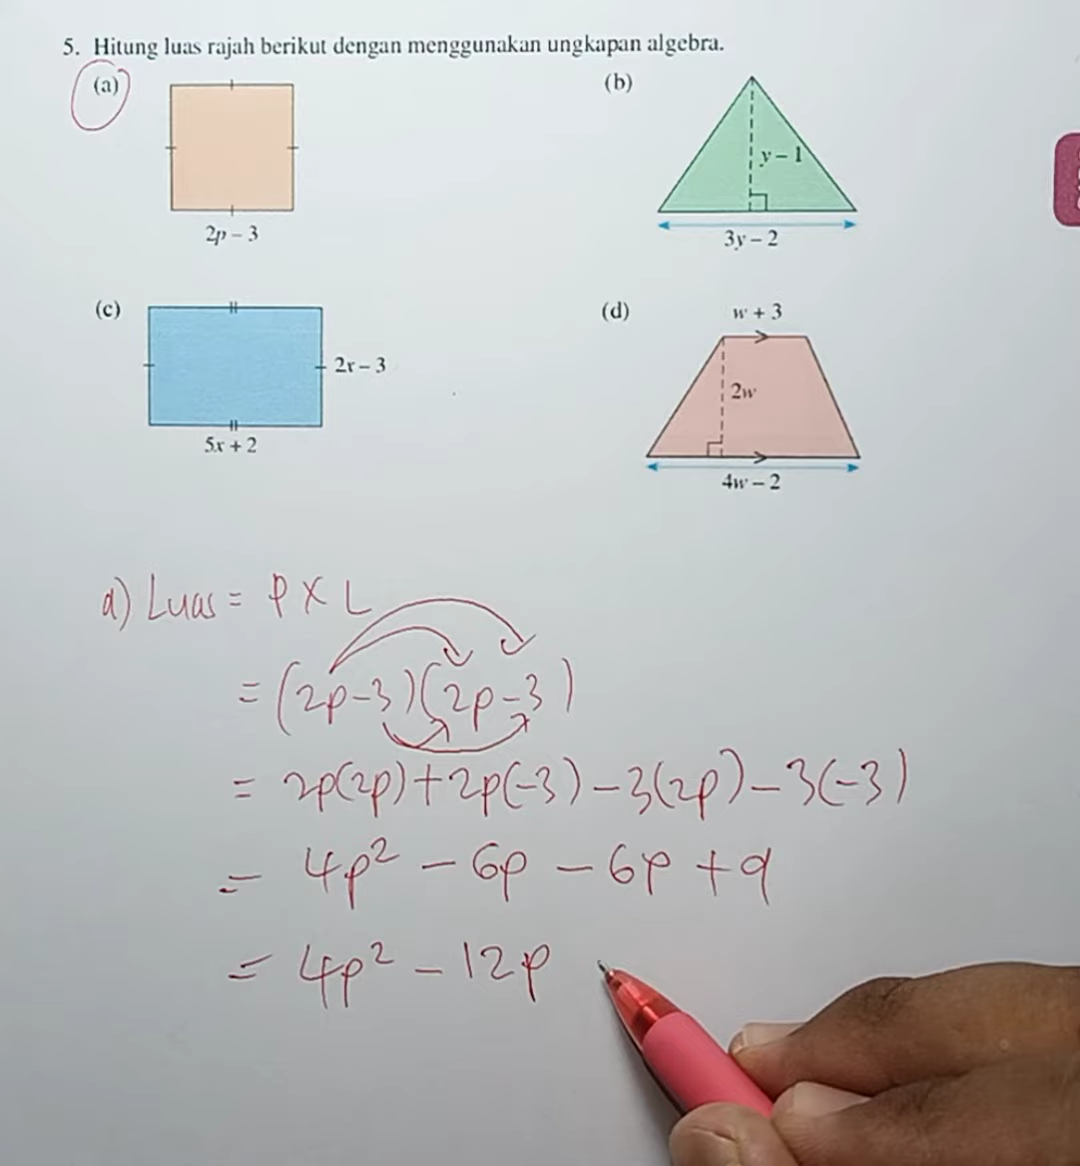 5. Hitung luas rajah berikut dengan menggunakan ungkapan algebra.
(a)
2p – 3
(b)
y – 1
3y – 2
(c)
2x – 3
5x + 2
(d)
w + 3
2w
4w – 2
a) Luas = P × L
= (2p-3)(2p-3)
= 2p(2p)+2p(-3)-3(2p)-3(-3)
= 4p² - 6p - 6p + 9
= 4p² - 12p